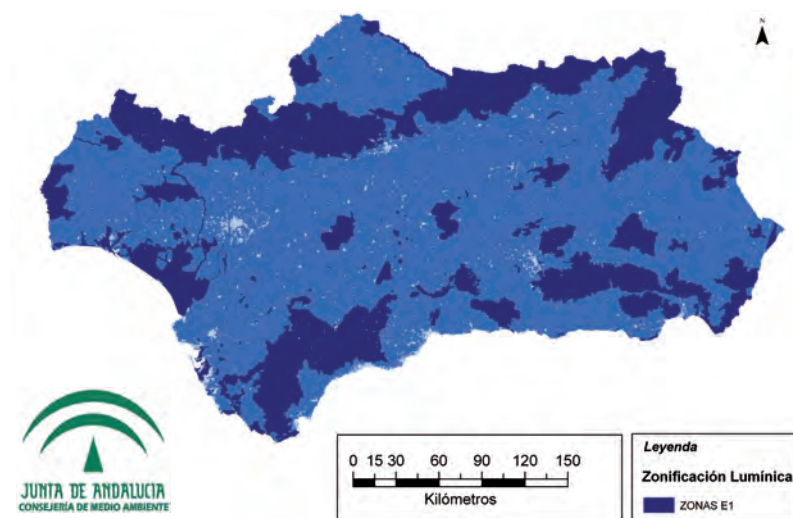 N
JUNTA DE ANDALUCIA
CONSEJERÍA DE MEDIO AMBIENTE
0 15 30 60 90 120 150
Kilómetros
Leyenda
Zonificación Lumínica
ZONAS E1